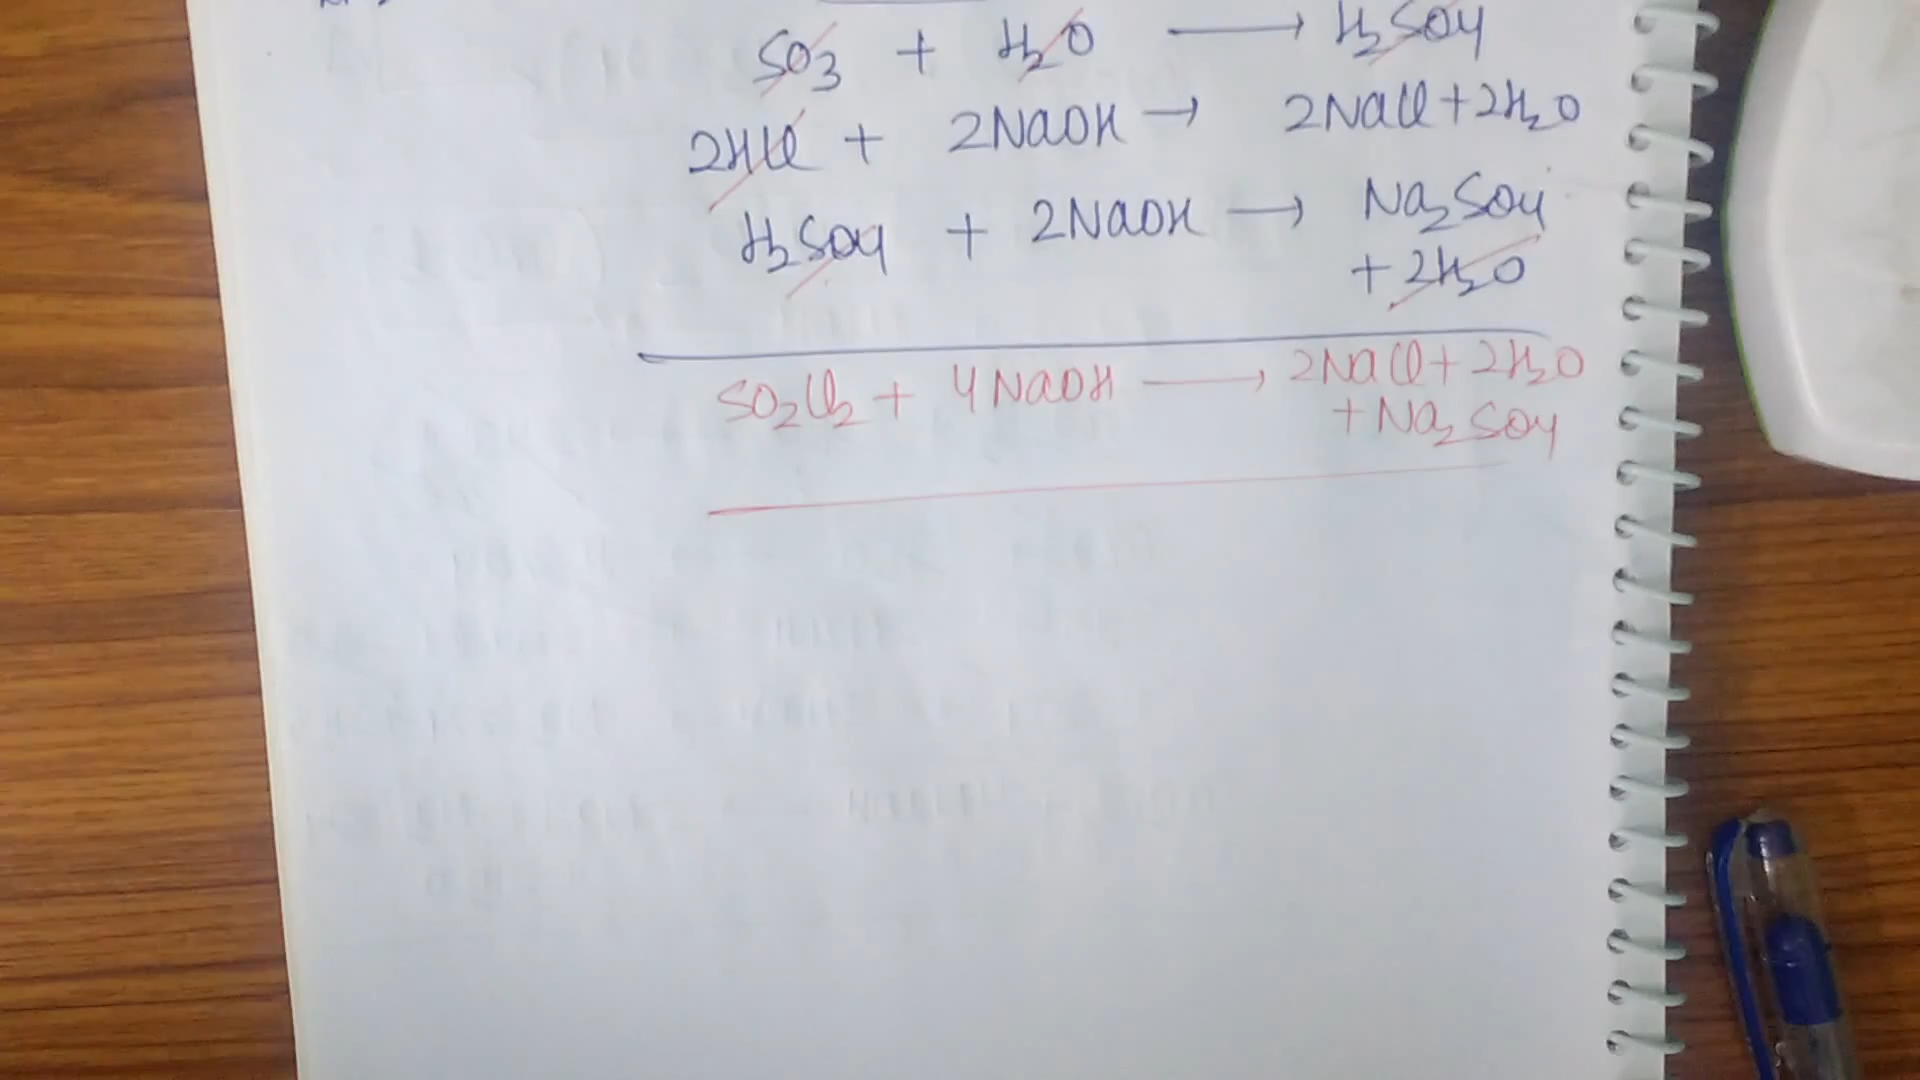 SO3 + H2O → H2SO4
2HCl + 2NaOH → 2NaCl + 2H2O
H2SO4 + 2NaOH → Na2SO4
+ 2H2O
SO2Cl2 + 4NaOH → 2NaCl + 2H2O
+ Na2SO4